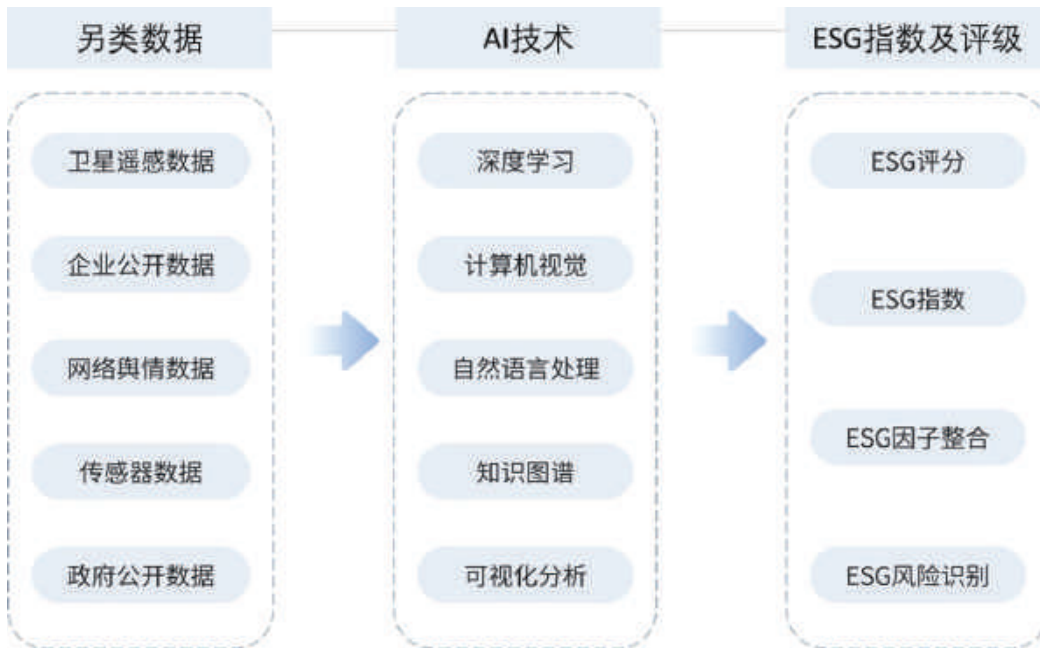 另类数据
卫星遥感数据
企业公开数据
网络舆情数据
传感器数据
政府公开数据
AI技术
深度学习
计算机视觉
自然语言处理
知识图谱
可视化分析
ESG指数及评级
ESG评分
ESG指数
ESG因子整合
ESG风险识别